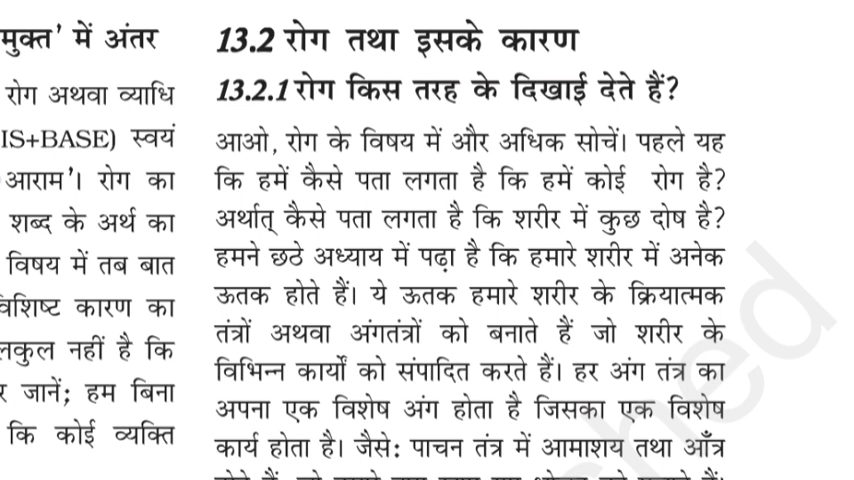 मुक्त' में अंतर
रोग अथवा व्याधि
IS+BASE) स्वयं
आराम'। रोग का
शब्द के अर्थ का
विषय में तब बात
विशिष्ट कारण का
नहीं है कि
जानें; हम बिना
कि कोई व्यक्ति
13.2 रोग तथा इसके कारण
13.2.1 रोग किस तरह के दिखाई देते हैं?
आओ, रोग के विषय में और अधिक सोचें। पहले यह
कि हमें कैसे पता लगता है कि हमें कोई रोग है?
अर्थात् कैसे पता लगता है कि शरीर में कुछ दोष है?
हमने छठे अध्याय में पढ़ा है कि हमारे शरीर में अनेक
ऊतक होते हैं। ये ऊतक हमारे शरीर के क्रियात्मक
तंत्रों अथवा अंगतंत्रों को बनाते हैं जो शरीर के
विभिन्न कार्यों को संपादित करते हैं। हर अंग तंत्र का
अपना एक विशेष अंग होता है जिसका एक विशेष
कार्य होता है। जैसे: पाचन तंत्र में आमाशय तथा आँत्र
shed